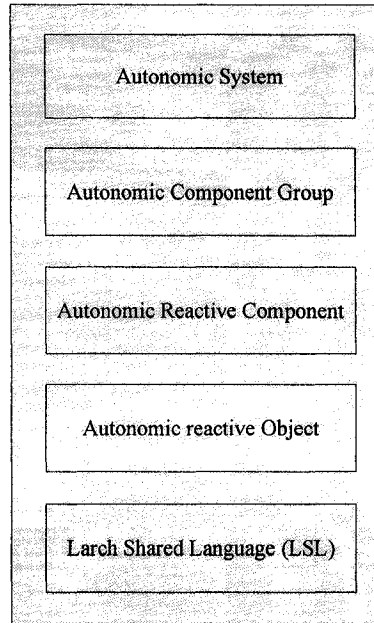 Autonomic System
Autonomic Component Group
Autonomic Reactive Component
Autonomic reactive Object
Larch Shared Language (LSL)